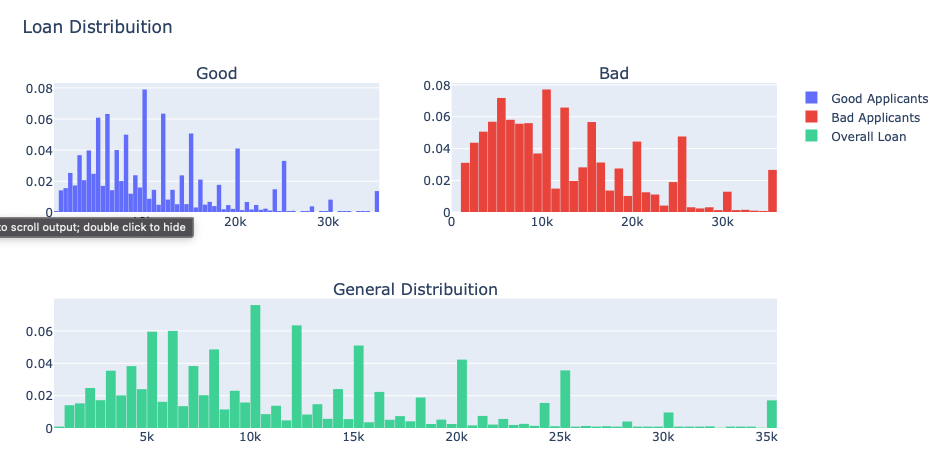 Loan Distribuition
Good
Bad
0.08
0.06
0.04
0.02
0
20k
30k
0.08
0.06
0.04
0.02
0
0
10k
20k
30k
Good Applicants
Bad Applicants
Overall Loan
to scroll output; double click to hide
General Distribuition
0.06
0.04
0.02
0
5k
10k
15k
20k
25k
30k
35k